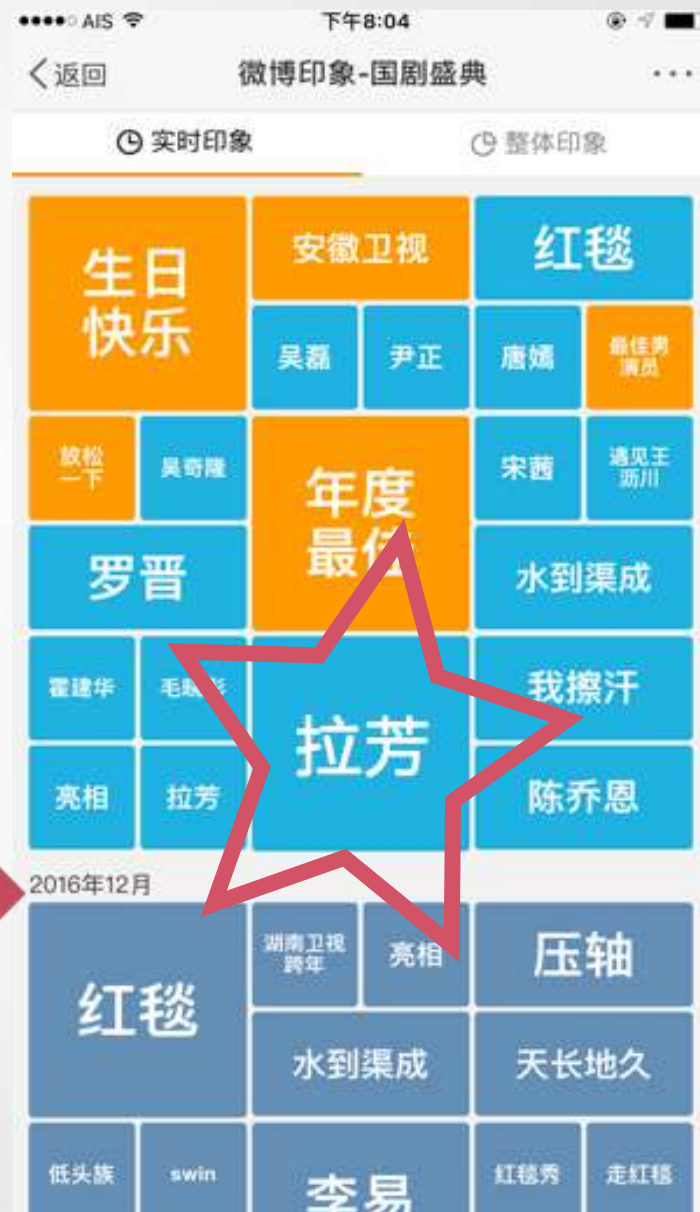 AIS 下午8:04
返回 微博印象-国剧盛典 ...
实时印象 整体印象
生日
快乐
安徽卫视
红毯
吴磊
尹正
唐嫣
最佳男
演员
放松
一下
吴奇隆
年度
最佳
宋茜
遇见王
沥川
罗晋
水到渠成
霍建华
毛晓彤
拉芳
我擦汗
亮相
拉芳
陈乔恩
2016年12月
红毯
湖南卫视
跨年
亮相
压轴
水到渠成
天长地久
低头族
swin
李易
红毯秀
走红毯